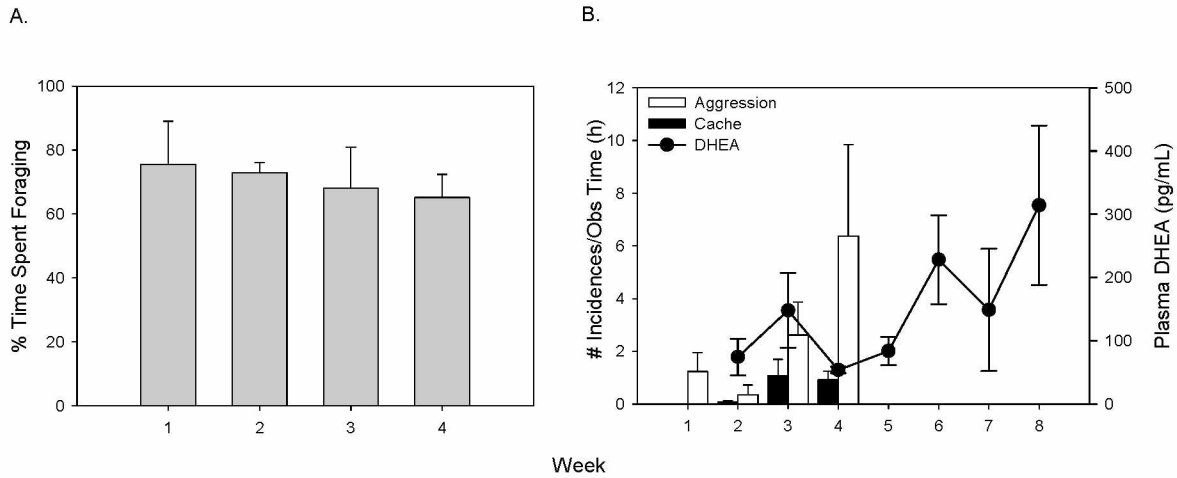 A.
% Time Spent Foraging
100
80
60
40
20
0
1 2 3 4
B.
# Incidences/Obs Time (h)
12
10
8
6
4
2
0
Aggression
Cache
DHEA
500
400
300
200
100
0
Plasma DHEA (pg/mL)
1 2 3 4 5 6 7 8
Week